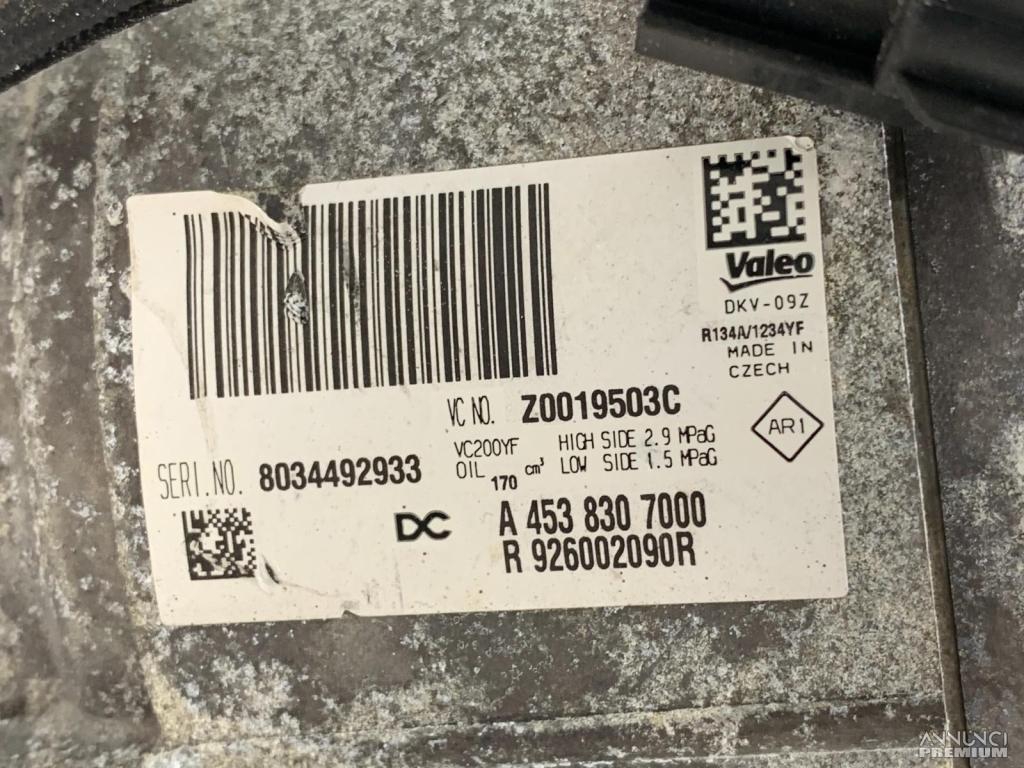 Valeo
DKV-09Z
R134A/1234YF
MADE IN
CZECH
VC NO. Z0019503C
AR1
VC200YF HIGH SIDE 2.9 MPaG
OIL 170 cm³ LOW SIDE 1.5 MPaG
SERI.NO. 8034492933
DC A 453 830 7000
R 926002090R
ANNUNCI
PREMIUM